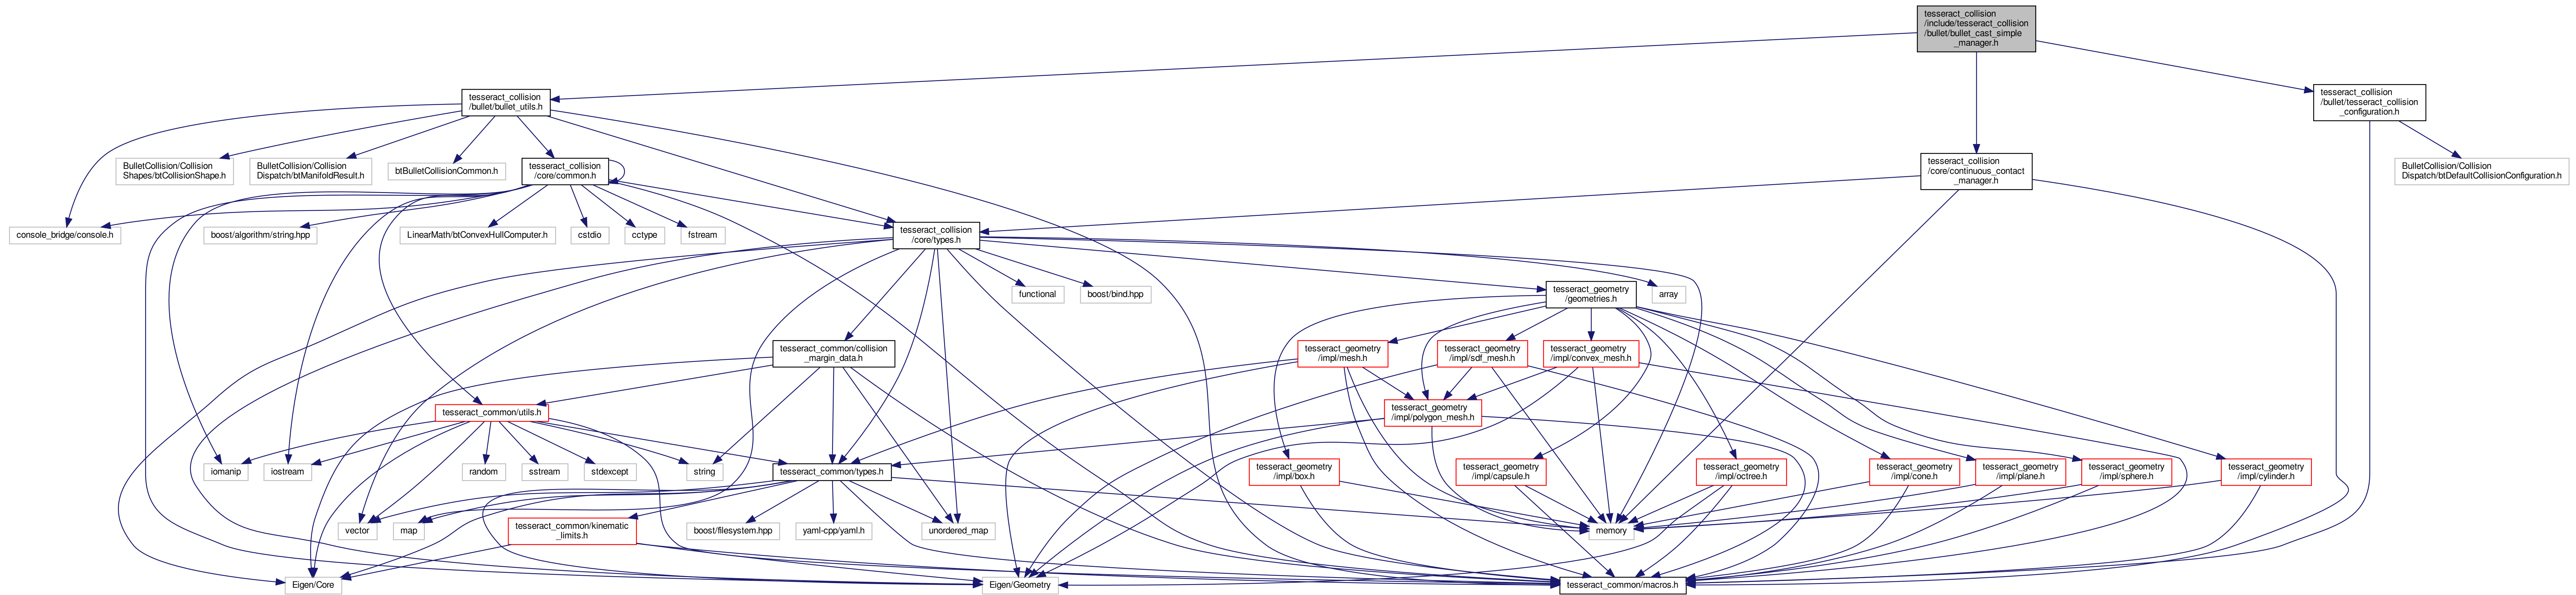 tesseract_collision
/include/tesseract_collision
/bullet/bullet_cast_simple
_manager.h
tesseract_collision
/bullet/bullet_utils.h
tesseract_collision
/bullet/tesseract_collision
_configuration.h
BulletCollision/Collision
Shapes/btCollisionShape.h
BulletCollision/Collision
Dispatch/btManifoldResult.h
btBulletCollisionCommon.h
tesseract_collision
/core/common.h
tesseract_collision
/core/continuous_contact
_manager.h
BulletCollision/Collision
Dispatch/btDefaultCollisionConfiguration.h
console_bridge/console.h
boost/algorithm/string.hpp
LinearMath/btConvexHullComputer.h
cstdio
cctype
fstream
tesseract_collision
/core/types.h
functional
boost/bind.hpp
tesseract_geometry
/geometries.h
array
tesseract_common/collision
_margin_data.h
tesseract_geometry
/impl/mesh.h
tesseract_geometry
/impl/sdf_mesh.h
tesseract_geometry
/impl/convex_mesh.h
tesseract_common/utils.h
tesseract_geometry
/impl/polygon_mesh.h
iomanip
iostream
random
sstream
stdexcept
string
tesseract_common/types.h
tesseract_geometry
/impl/box.h
tesseract_geometry
/impl/capsule.h
tesseract_geometry
/impl/octree.h
tesseract_geometry
/impl/cone.h
tesseract_geometry
/impl/plane.h
tesseract_geometry
/impl/sphere.h
tesseract_geometry
/impl/cylinder.h
vector
map
tesseract_common/kinematic
_limits.h
boost/filesystem.hpp
yaml-cpp/yaml.h
unordered_map
memory
Eigen/Core
Eigen/Geometry
tesseract_common/macros.h